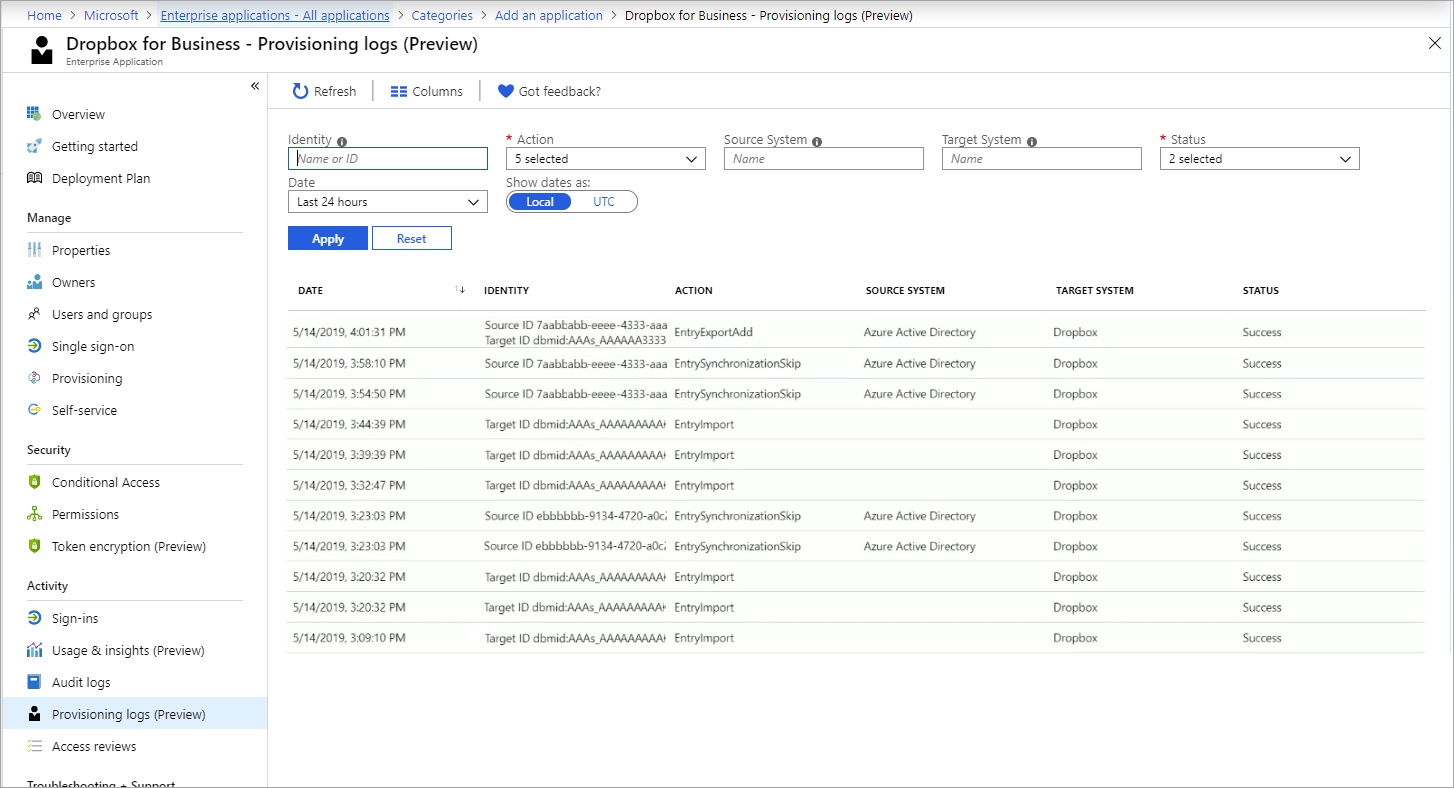 Home > Microsoft > Enterprise applications - All applications > Categories > Add an application > Dropbox for Business - Provisioning logs (Preview)
Dropbox for Business - Provisioning logs (Preview)
Enterprise Application
Overview
Getting started
Deployment Plan
Manage
Properties
Owners
Users and groups
Single sign-on
Provisioning
Self-service
Security
Conditional Access
Permissions
Token encryption (Preview)
Activity
Sign-ins
Usage & insights (Preview)
Audit logs
Provisioning logs (Preview)
Access reviews
Troubleshooting + Support
Refresh Columns Got feedback?
Identity * Action Source System Target System * Status
Name or ID 5 selected Name Name 2 selected
Date Show dates as:
Last 24 hours Local UTC
Apply Reset
DATE IDENTITY ACTION SOURCE SYSTEM TARGET SYSTEM STATUS
5/14/2019, 4:01:31 PM Source ID 7aabbabb-eeee-4333-aaa EntryExportAdd Azure Active Directory Dropbox Success
Target ID dbmid:AAAs_AAAAAA3333
5/14/2019, 3:58:10 PM Source ID 7aabbabb-eeee-4333-aaa EntrySynchronizationSkip Azure Active Directory Dropbox Success
5/14/2019, 3:54:50 PM Source ID 7aabbabb-eeee-4333-aaa EntrySynchronizationSkip Azure Active Directory Dropbox Success
5/14/2019, 3:44:39 PM Target ID dbmid:AAAs_AAAAAAAAA EntryImport Dropbox Success
5/14/2019, 3:39:39 PM Target ID dbmid:AAAs_AAAAAAAAA EntryImport Dropbox Success
5/14/2019, 3:32:47 PM Target ID dbmid:AAAs_AAAAAAAAA EntryImport Dropbox Success
5/14/2019, 3:23:03 PM Source ID ebbbbbb-9134-4720-a0c EntrySynchronizationSkip Azure Active Directory Dropbox Success
5/14/2019, 3:23:03 PM Source ID ebbbbbb-9134-4720-a0c EntrySynchronizationSkip Azure Active Directory Dropbox Success
5/14/2019, 3:20:32 PM Target ID dbmid:AAAs_AAAAAAAAA EntryImport Dropbox Success
5/14/2019, 3:20:32 PM Target ID dbmid:AAAs_AAAAAAAAA EntryImport Dropbox Success
5/14/2019, 3:09:10 PM Target ID dbmid:AAAs_AAAAAAAAA EntryImport Dropbox Success